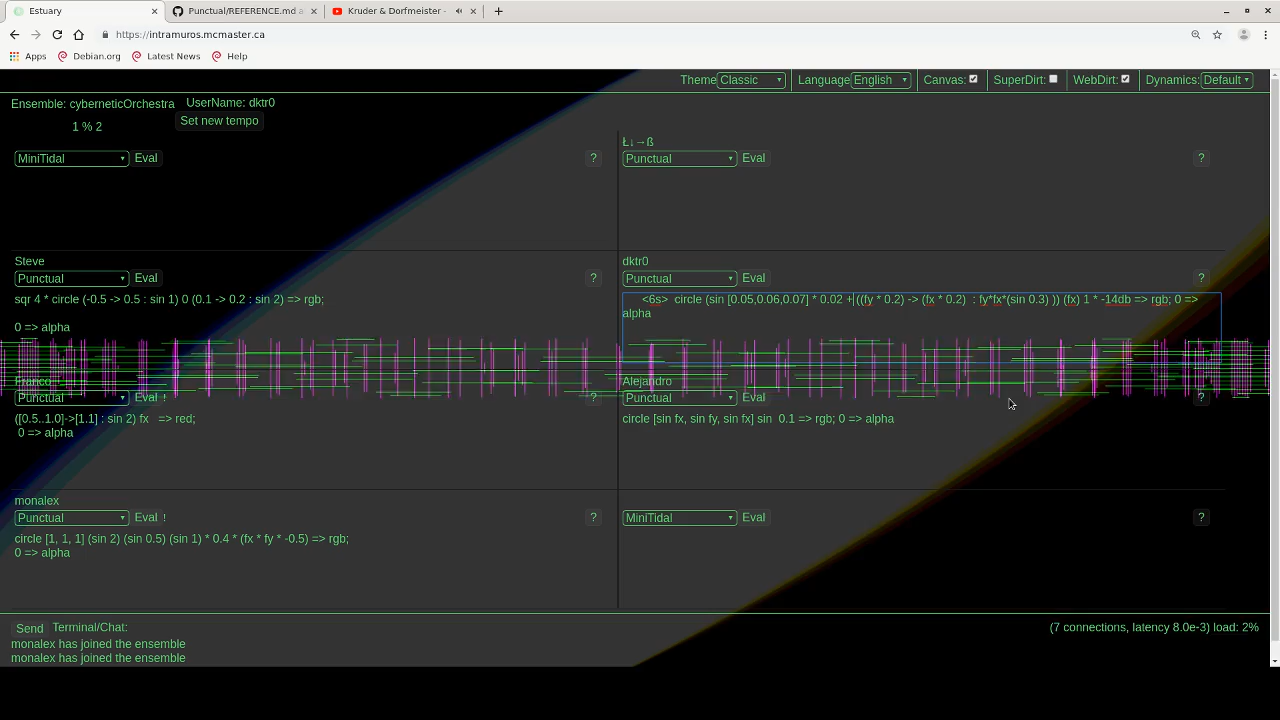 Estuary
Punctual/REFERENCE.md a
Kruder & Dorfmeister -
https://intramuros.mcmaster.ca
Apps Debian.org Latest News Help
Theme Classic Language English Canvas: SuperDirt: WebDirt: Dynamics: Default
Ensemble: cyberneticOrchestra UserName: dktr0
1 % 2 Set new tempo
MiniTidal Eval ?
Ł↓→ß
Punctual Eval ?
Steve
Punctual Eval ?
sqr 4 * circle (-0.5 -> 0.5 : sin 1) 0 (0.1 -> 0.2 : sin 2) => rgb;
0 => alpha
dktr0
Punctual Eval ?
<6s> circle (sin [0.05,0.06,0.07] * 0.02 +((fy * 0.2) -> (fx * 0.2) : fy*fx*(sin 0.3) )) (fx) 1 * -14db => rgb; 0 =>
alpha
Franco
Punctual Eval ! ?
([0.5..1.0]->[1.1] : sin 2) fx => red;
0 => alpha
Alejandro
Punctual Eval ?
circle [sin fx, sin fy, sin fx] sin 0.1 => rgb; 0 => alpha
monalex
Punctual Eval ! ?
circle [1, 1, 1] (sin 2) (sin 0.5) (sin 1) * 0.4 * (fx * fy * -0.5) => rgb;
0 => alpha
MiniTidal Eval ?
Send Terminal/Chat: (7 connections, latency 8.0e-3) load: 2%
monalex has joined the ensemble
monalex has joined the ensemble